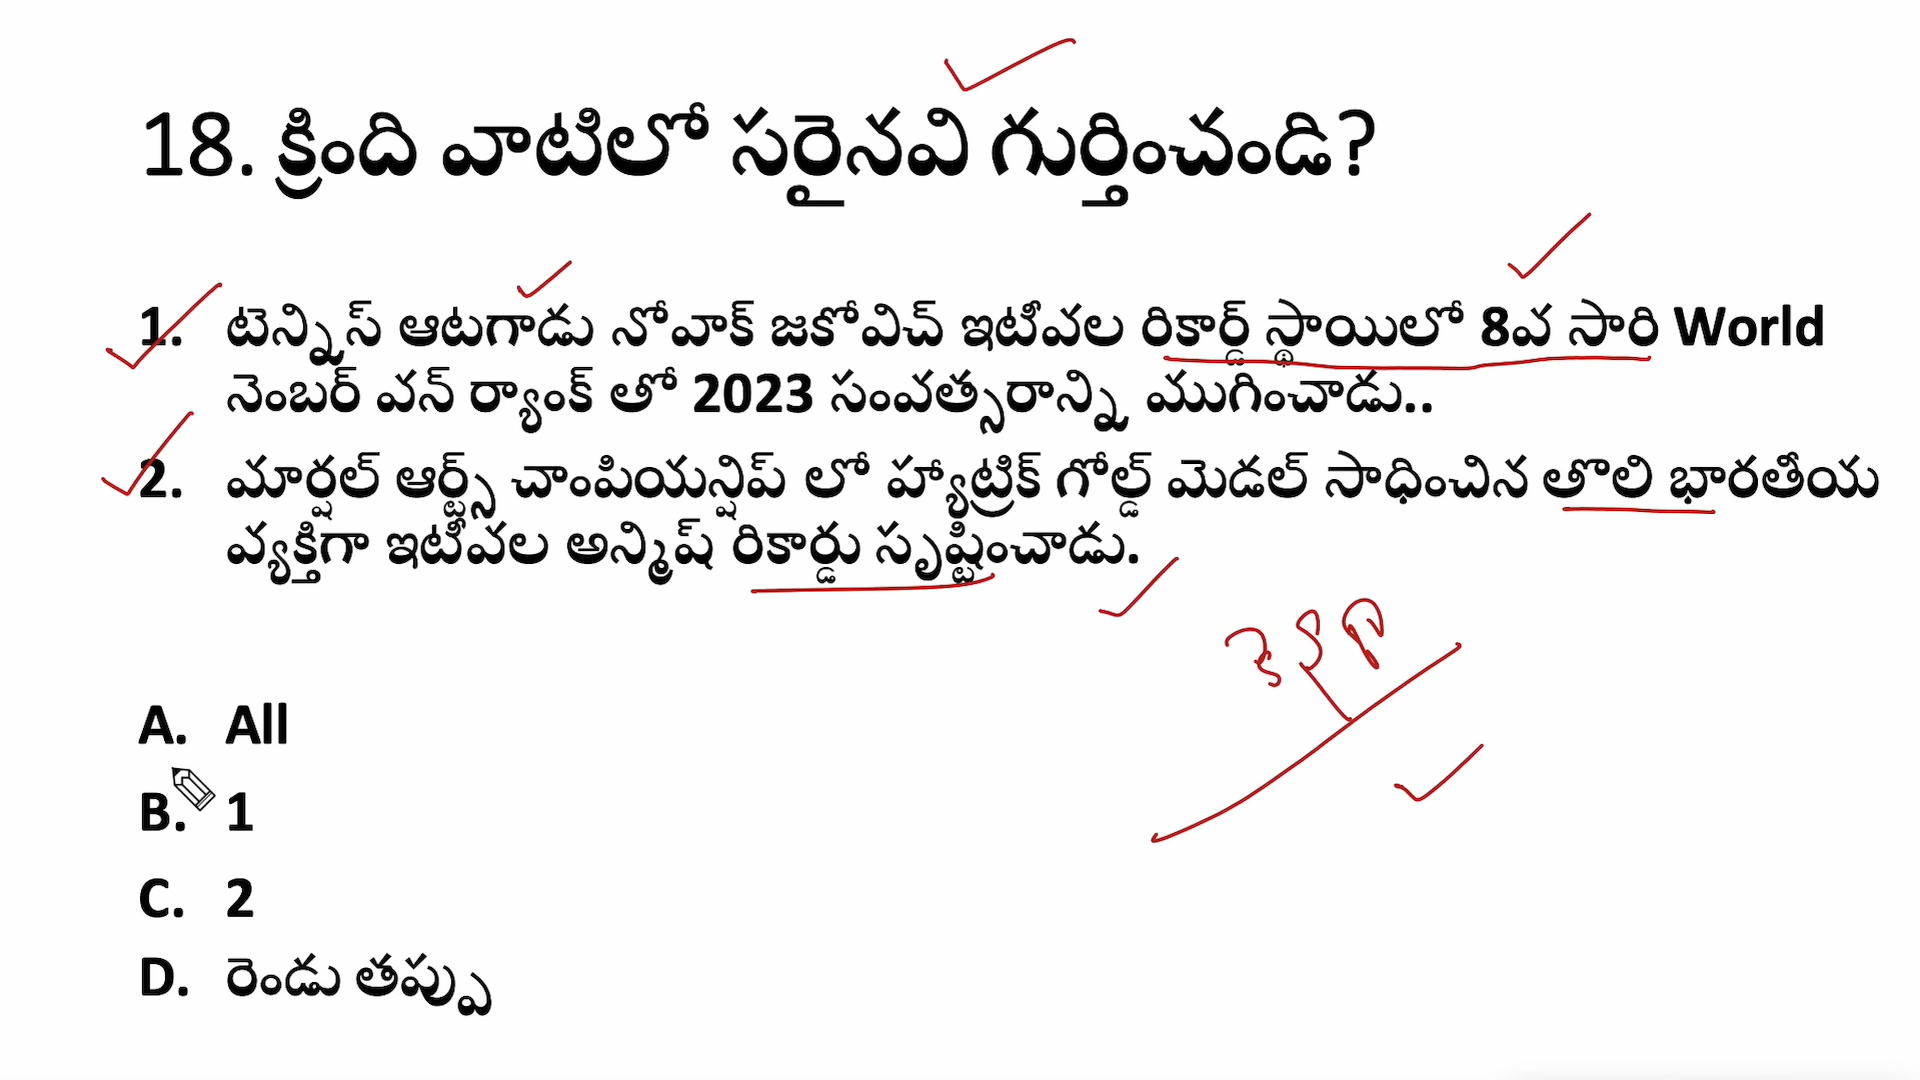 18. క్రింది వాటిలో సరైనవి గుర్తించండి?
1. టెన్నిస్ ఆటగాడు నోవాక్ జకోవిచ్ ఇటీవల రికార్డ్ స్థాయిలో 8వ సారి World
నెంబర్ వన్ ర్యాంక్ తో 2023 సంవత్సరాన్ని ముగించాడు..
2. మార్షల్ ఆర్ట్స్ చాంపియన్షిప్ లో హ్యాట్రిక్ గోల్డ్ మెడల్ సాధించిన తొలి భారతీయ
వ్యక్తిగా ఇటీవల అన్మిష్ రికార్డు సృష్టించాడు.
A. All
B. 1
C. 2
D. రెండు తప్పు